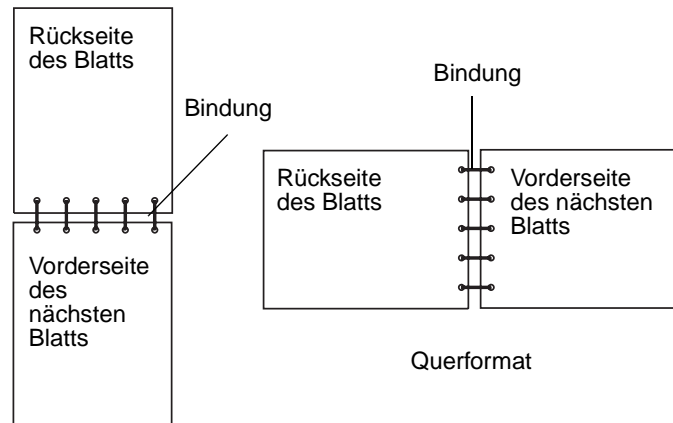 Rückseite
des Blatts
Bindung
Vorderseite
des
nächsten
Blatts
Bindung
Rückseite
des Blatts
Vorderseite
des nächsten
Blatts
Querformat